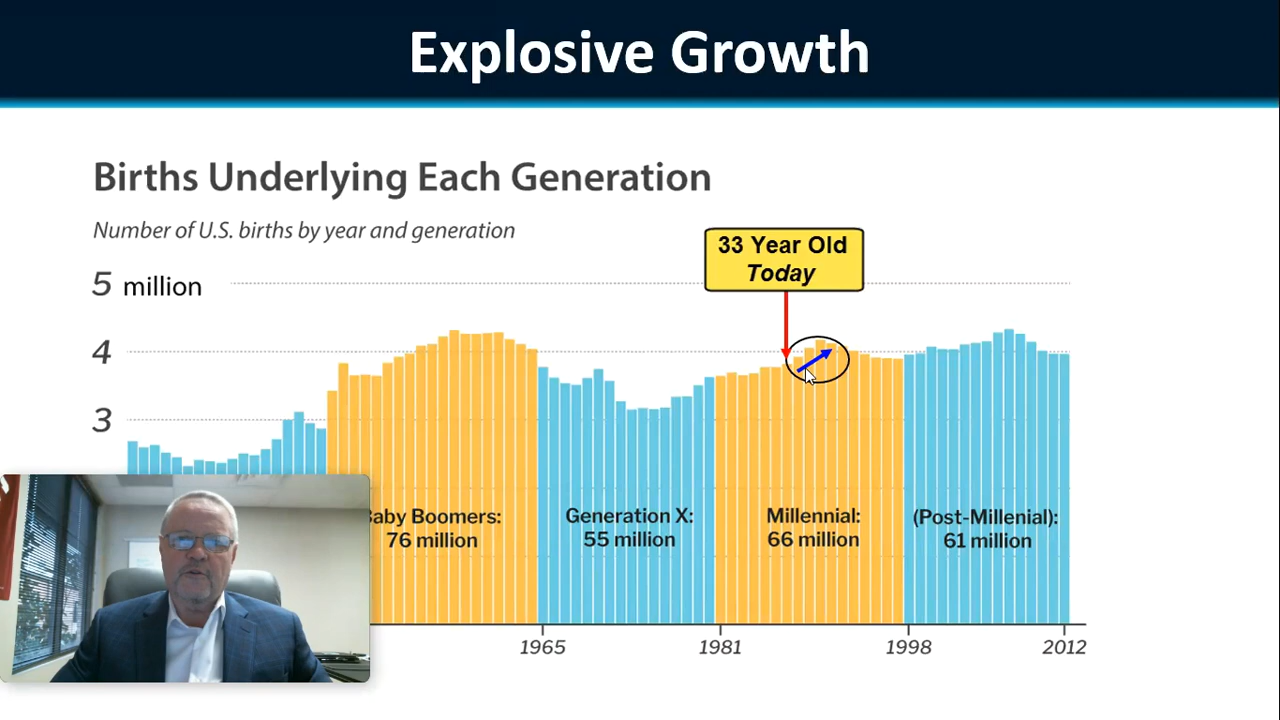 Explosive Growth
Births Underlying Each Generation
Number of U.S. births by year and generation
33 Year Old
Today
5 million
4
3
Baby Boomers:
76 million
Generation X:
55 million
Millennial:
66 million
(Post-Millenial):
61 million
1965
1981
1998
2012